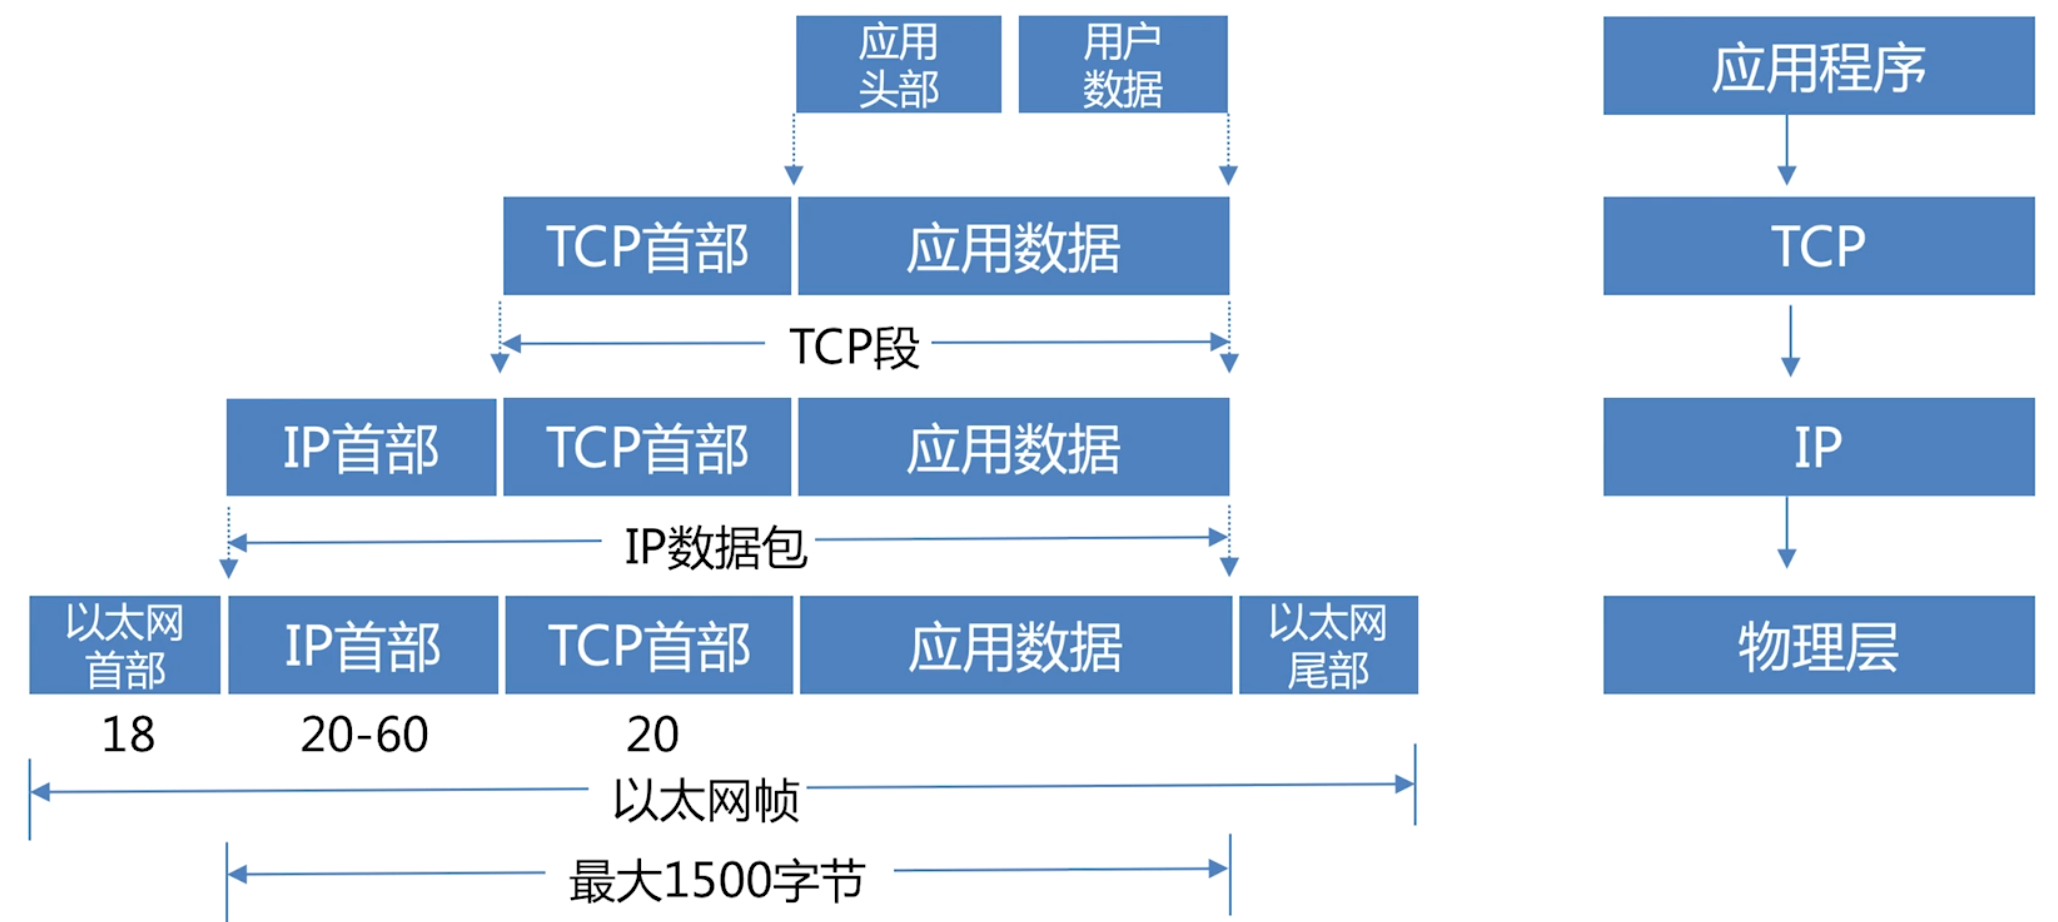 应用
头部
用户
数据
应用程序
TCP首部
应用数据
TCP
TCP段
IP首部
TCP首部
应用数据
IP
IP数据包
以太网
首部
IP首部
TCP首部
应用数据
以太网
尾部
物理层
18
20-60
20
以太网帧
最大1500字节